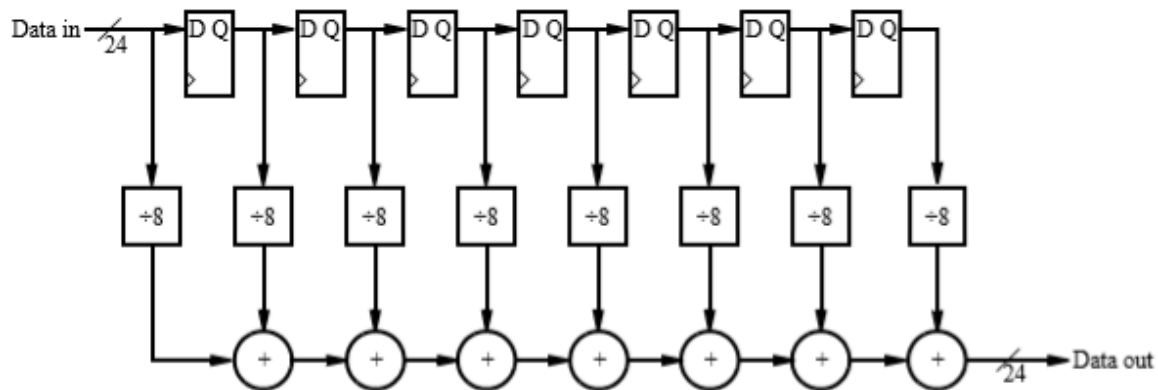 Data in 24 D Q D Q D Q D Q D Q D Q D Q
÷8 ÷8 ÷8 ÷8 ÷8 ÷8 ÷8 ÷8
+ + + + + + + 24 Data out